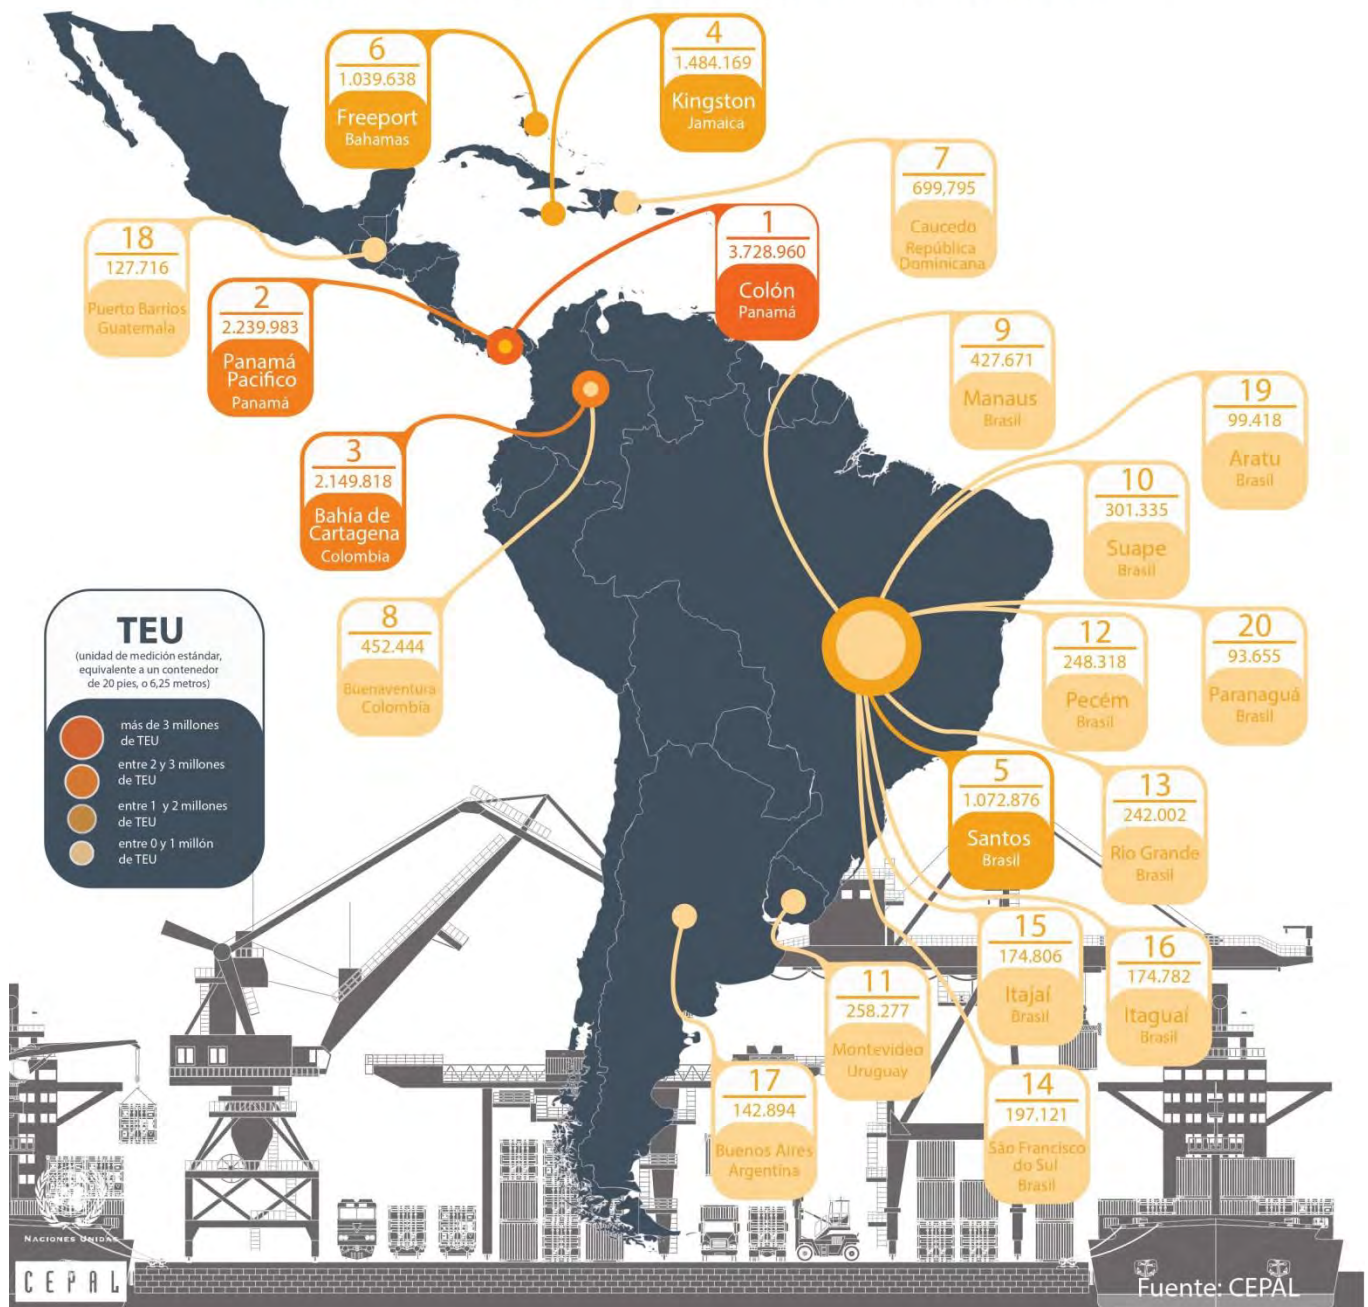 6
1.039.638
Freeport
Bahamas
4
1.484.169
Kingston
Jamaica
7
699,795
Caucedo
República
Dominicana
18
127.716
Puerto Barrios
Guatemala
2
2.239.983
Panamá
Pacifico
Panamá
1
3.728.960
Colón
Panamá
9
427.671
Manaus
Brasil
19
99.418
Aratu
Brasil
3
2.149.818
Bahía de
Cartagena
Colombia
10
301.335
Suape
Brasil
8
452.444
Buenaventura
Colombia
12
248.318
Pecém
Brasil
20
93.655
Paranaguá
Brasil
TEU
(unidad de medición estándar,
equivalente a un contenedor
de 20 pies, o 6,25 metros)
más de 3 millones
de TEU
entre 2 y 3 millones
de TEU
entre 1 y 2 millones
de TEU
entre 0 y 1 millón
de TEU
5
1.072.876
Santos
Brasil
13
242.002
Rio Grande
Brasil
15
174.806
Itajaí
Brasil
16
174.782
Itaguaí
Brasil
11
258.277
Montevideo
Uruguay
17
142.894
Buenos Aires
Argentina
14
197.121
São Francisco
do Sul
Brasil
NACIONES UNIDAS
CEPAL
Fuente: CEPAL